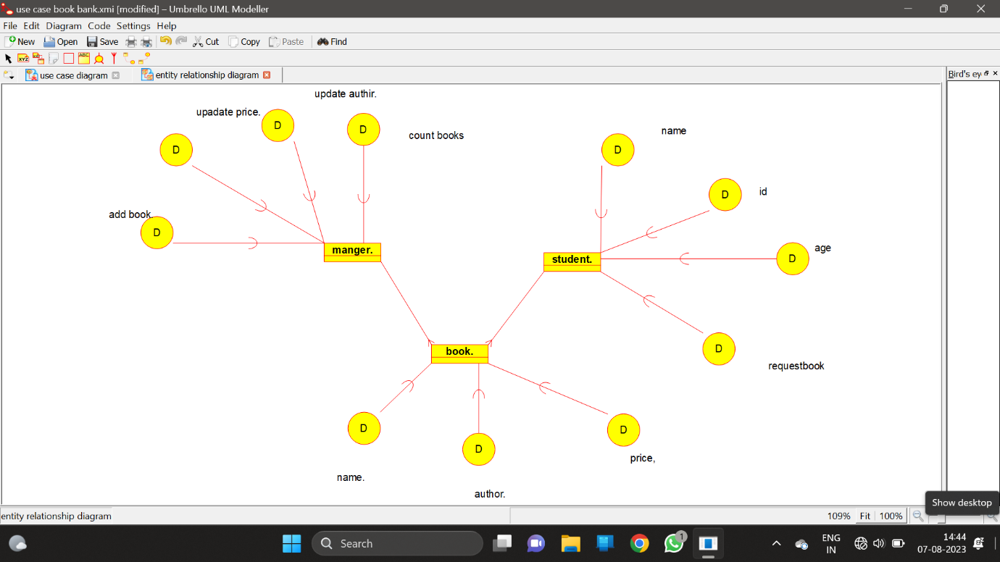 use case book bank.xmi [modified] – Umbrello UML Modeller
File Edit Diagram Code Settings Help
New Open Save Cut Copy Paste Find
XYZ ABC
use case diagram entity relationship diagram Bird's ey
update authir.
upadate price.
D
D
count books
name
D
D
id
D
add book.
D
age
D
manger.
student.
D
requestbook
book.
D
D
D
price,
name.
author.
Show desktop
entity relationship diagram 109% Fit 100%
Search
1
ENG
IN
14:44
07-08-2023